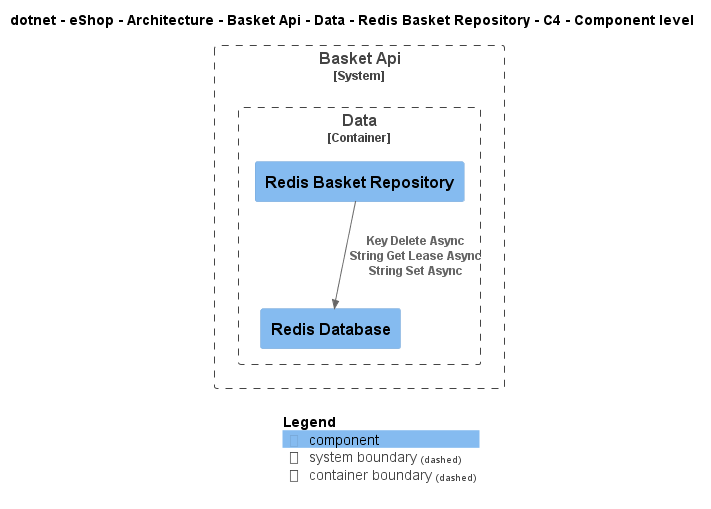 dotnet - eShop - Architecture - Basket Api - Data - Redis Basket Repository - C4 - Component level
Basket Api
[System]
Data
[Container]
Redis Basket Repository
Key Delete Async
String Get Lease Async
String Set Async
Redis Database
Legend
component
system boundary (dashed)
container boundary (dashed)